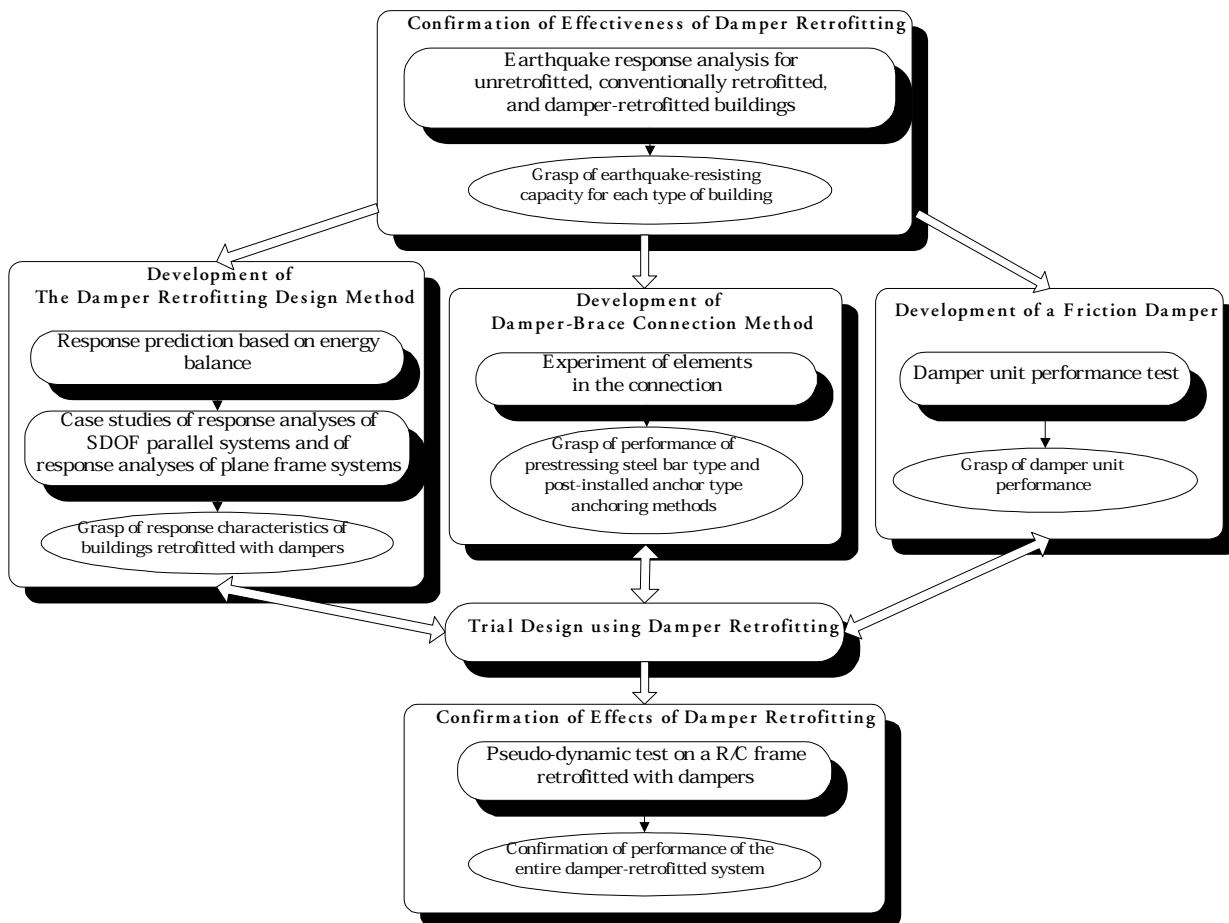 Confirmation of Effectiveness of Damper Retrofitting
Earthquake response analysis for
unretrofitted, conventionally retrofitted,
and damper-retrofitted buildings
Grasp of earthquake-resisting
capacity for each type of building
Development of
The Damper Retrofitting Design Method
Response prediction based on energy
balance
Case studies of response analyses of
SDOF parallel systems and of
response analyses of plane frame systems
Grasp of response characteristics of
buildings retrofitted with dampers
Development of
Damper-Brace Connection Method
Experiment of elements
in the connection
Grasp of performance of
prestressing steel bar type and
post-installed anchor type
anchoring methods
Development of a Friction Damper
Damper unit performance test
Grasp of damper unit
performance
Trial Design using Damper Retrofitting
Confirmation of Effects of Damper Retrofitting
Pseudo-dynamic test on a R/C frame
retrofitted with dampers
Confirmation of performance of the
entire damper-retrofitted system